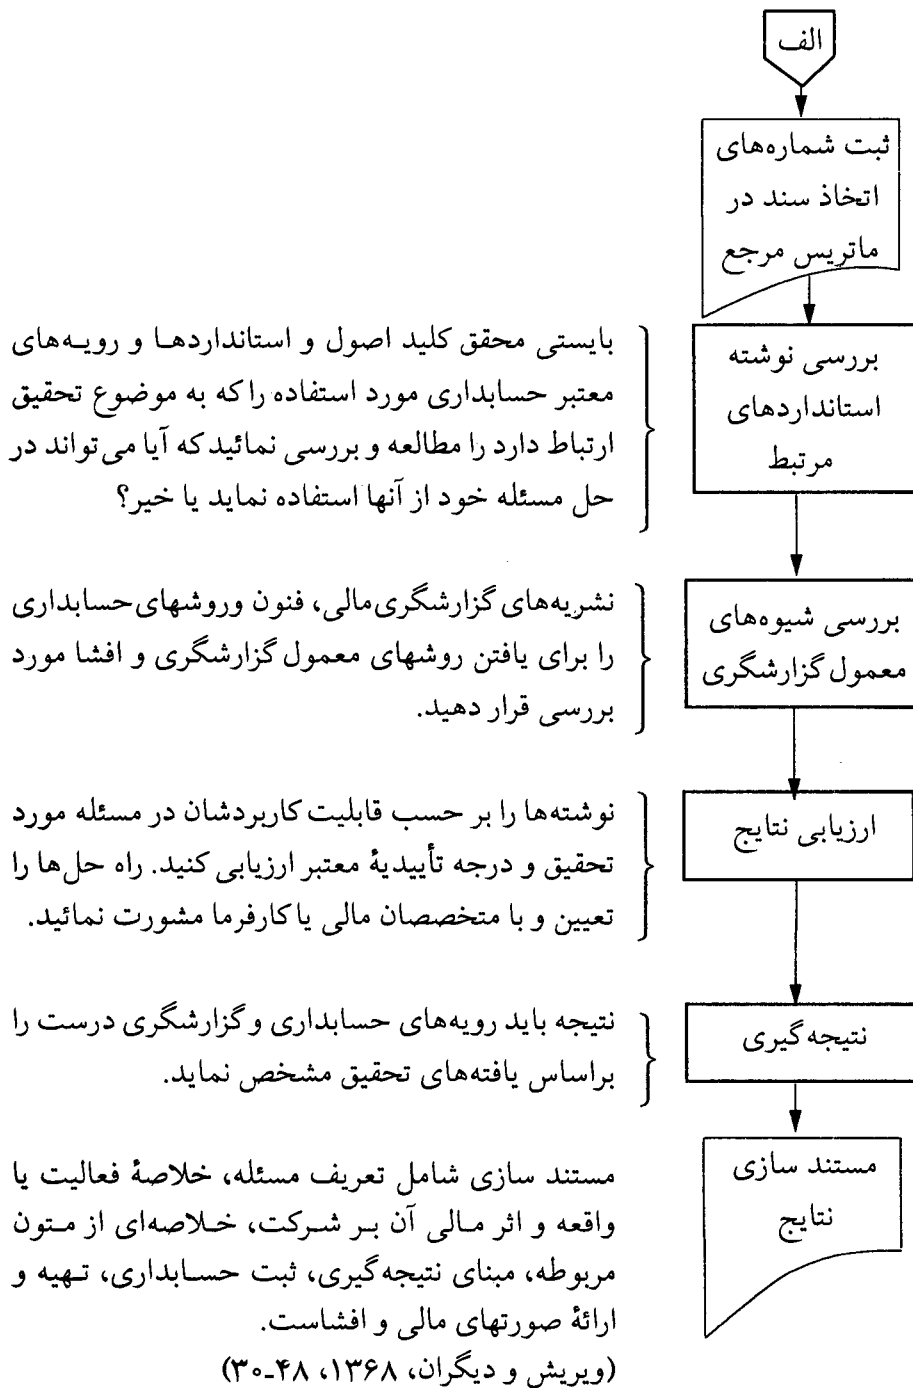 الف
ثبت شماره‌های
اتخاذ سند در
ماتریس مرجع
بررسی نوشته
استانداردهای
مرتبط
بایستی محقق کلید اصول و استانداردها و رویه‌های
معتبر حسابداری مورد استفاده را که به موضوع تحقیق
ارتباط دارد را مطالعه و بررسی نمائید که آیا می‌تواند در
حل مسئله خود از آنها استفاده نماید یا خیر؟
بررسی شیوه‌های
معمول گزارشگری
نشریه‌های گزارشگری مالی، فنون وروشهای حسابداری
را برای یافتن روشهای معمول گزارشگری و افشا مورد
بررسی قرار دهید.
ارزیابی نتایج
نوشته‌ها را بر حسب قابلیت کاربردشان در مسئله مورد
تحقیق و درجه تأییدیهٔ معتبر ارزیابی کنید. راه حل‌ها را
تعیین و با متخصصان مالی یا کارفرما مشورت نمائید.
نتیجه گیری
نتیجه باید رویه‌های حسابداری و گزارشگری درست را
براساس یافته‌های تحقیق مشخص نماید.
مستند سازی
نتایج
مستند سازی شامل تعریف مسئله، خلاصهٔ فعالیت یا
واقعه و اثر مالی آن بر شرکت، خلاصه‌ای از متون
مربوطه، مبنای نتیجه گیری، ثبت حسابداری، تهیه و
ارائهٔ صورتهای مالی و افشاست.
(ویریش و دیگران، ۱۳۶۸، ۴۸ـ۳۰)